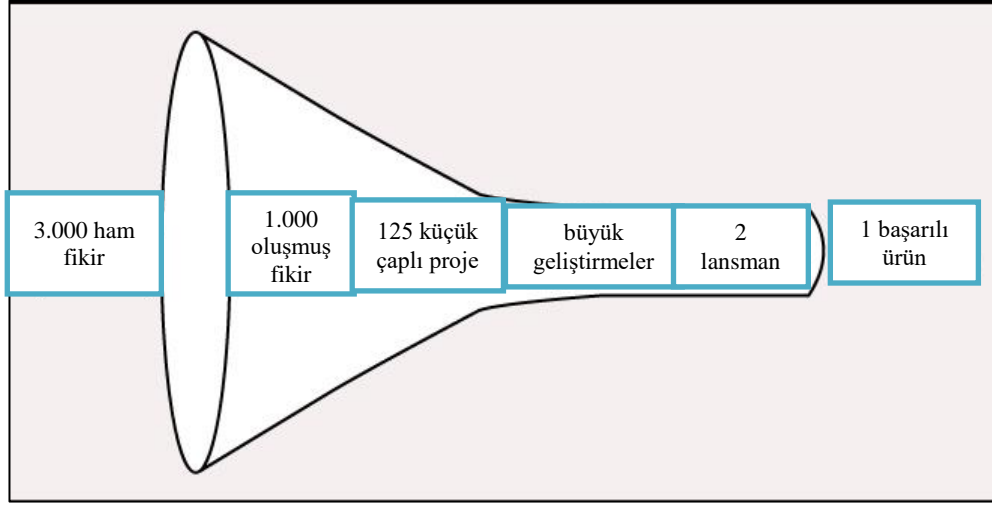 3.000 ham
fikir
1.000
oluşmuş
fikir
125 küçük
çaplı proje
büyük
geliştirmeler
2
lansman
1 başarılı
ürün